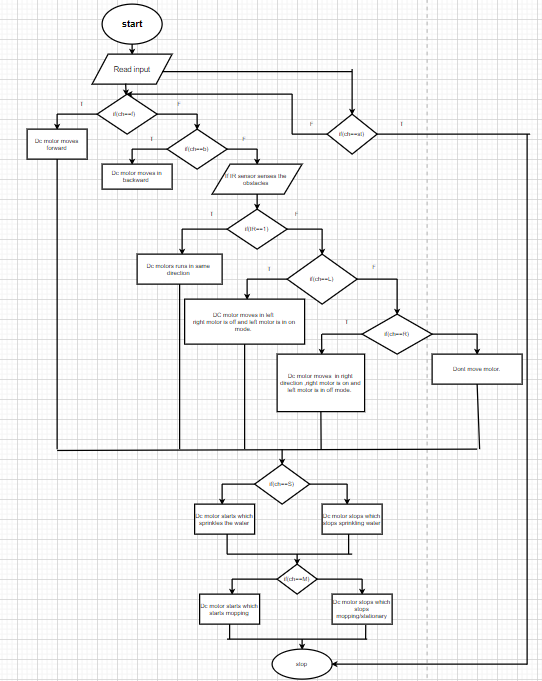 start
Read input
T
F
if(ch==f)
F
if(ch==sl)
T
Dc motor moves
forward
T
if(ch==b)
F
Dc motor moves in
backward
If IR sensor senses the
obstacles
T
F
if(IR==1)
Dc motors runs in same
direction
T
if(ch==L)
F
DC motor moves in left
right motor is off and left motor is in on
mode.
T
if(ch==R)
Dc motor moves in right
direction ,right motor is on and
left motor is in off mode.
Dont move motor.
if(ch==S)
Dc motor starts which
sprinkles the water
Dc motor stops which
stops sprinkling water
if(ch==M)
Dc motor starts which
starts mopping
Dc motor stops which
stops
mopping/stationary
stop